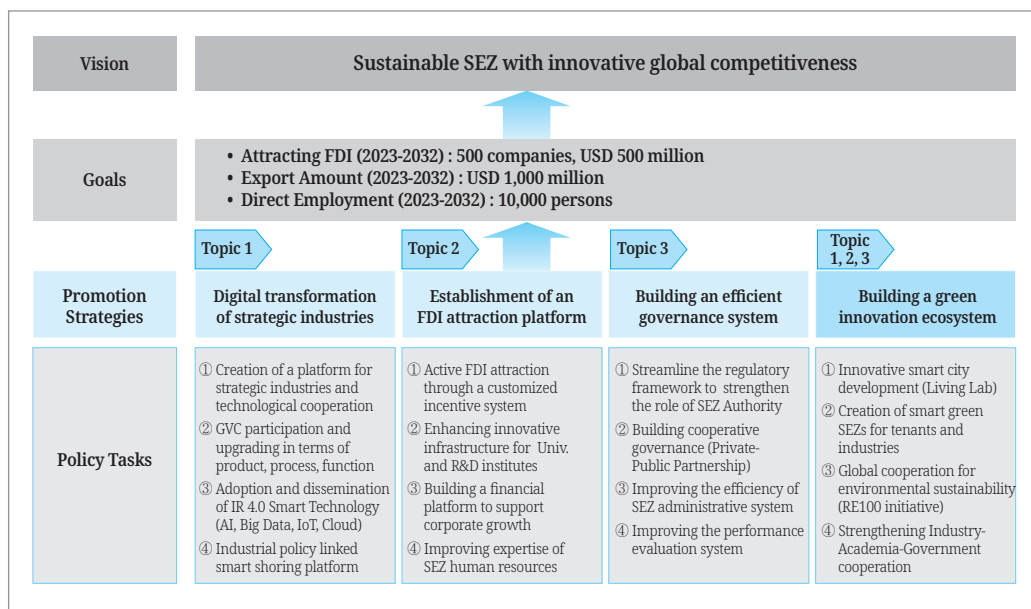 Vision
Sustainable SEZ with innovative global competitiveness
Goals
• Attracting FDI (2023-2032) : 500 companies, USD 500 million
• Export Amount (2023-2032) : USD 1,000 million
• Direct Employment (2023-2032) : 10,000 persons
Topic 1
Topic 2
Topic 3
Topic
1, 2, 3
Promotion
Strategies
Digital transformation
of strategic industries
Establishment of an
FDI attraction platform
Building an efficient
governance system
Building a green
innovation ecosystem
Policy Tasks
① Creation of a platform for
strategic industries and
technological cooperation
② GVC participation and
upgrading in terms of
product, process, function
③ Adoption and dissemination
of IR 4.0 Smart Technology
(AI, Big Data, IoT, Cloud)
④ Industrial policy linked
smart shoring platform
① Active FDI attraction
through a customized
incentive system
② Enhancing innovative
infrastructure for Univ.
and R&D institutes
③ Building a financial
platform to support
corporate growth
④ Improving expertise of
SEZ human resources
① Streamline the regulatory
framework to strengthen
the role of SEZ Authority
② Building cooperative
governance (Private-
Public Partnership)
③ Improving the efficiency of
SEZ administrative system
④ Improving the performance
evaluation system
① Innovative smart city
development (Living Lab)
② Creation of smart green
SEZs for tenants and
industries
③ Global cooperation for
environmental sustainability
(RE100 initiative)
④ Strengthening Industry-
Academia-Government
cooperation